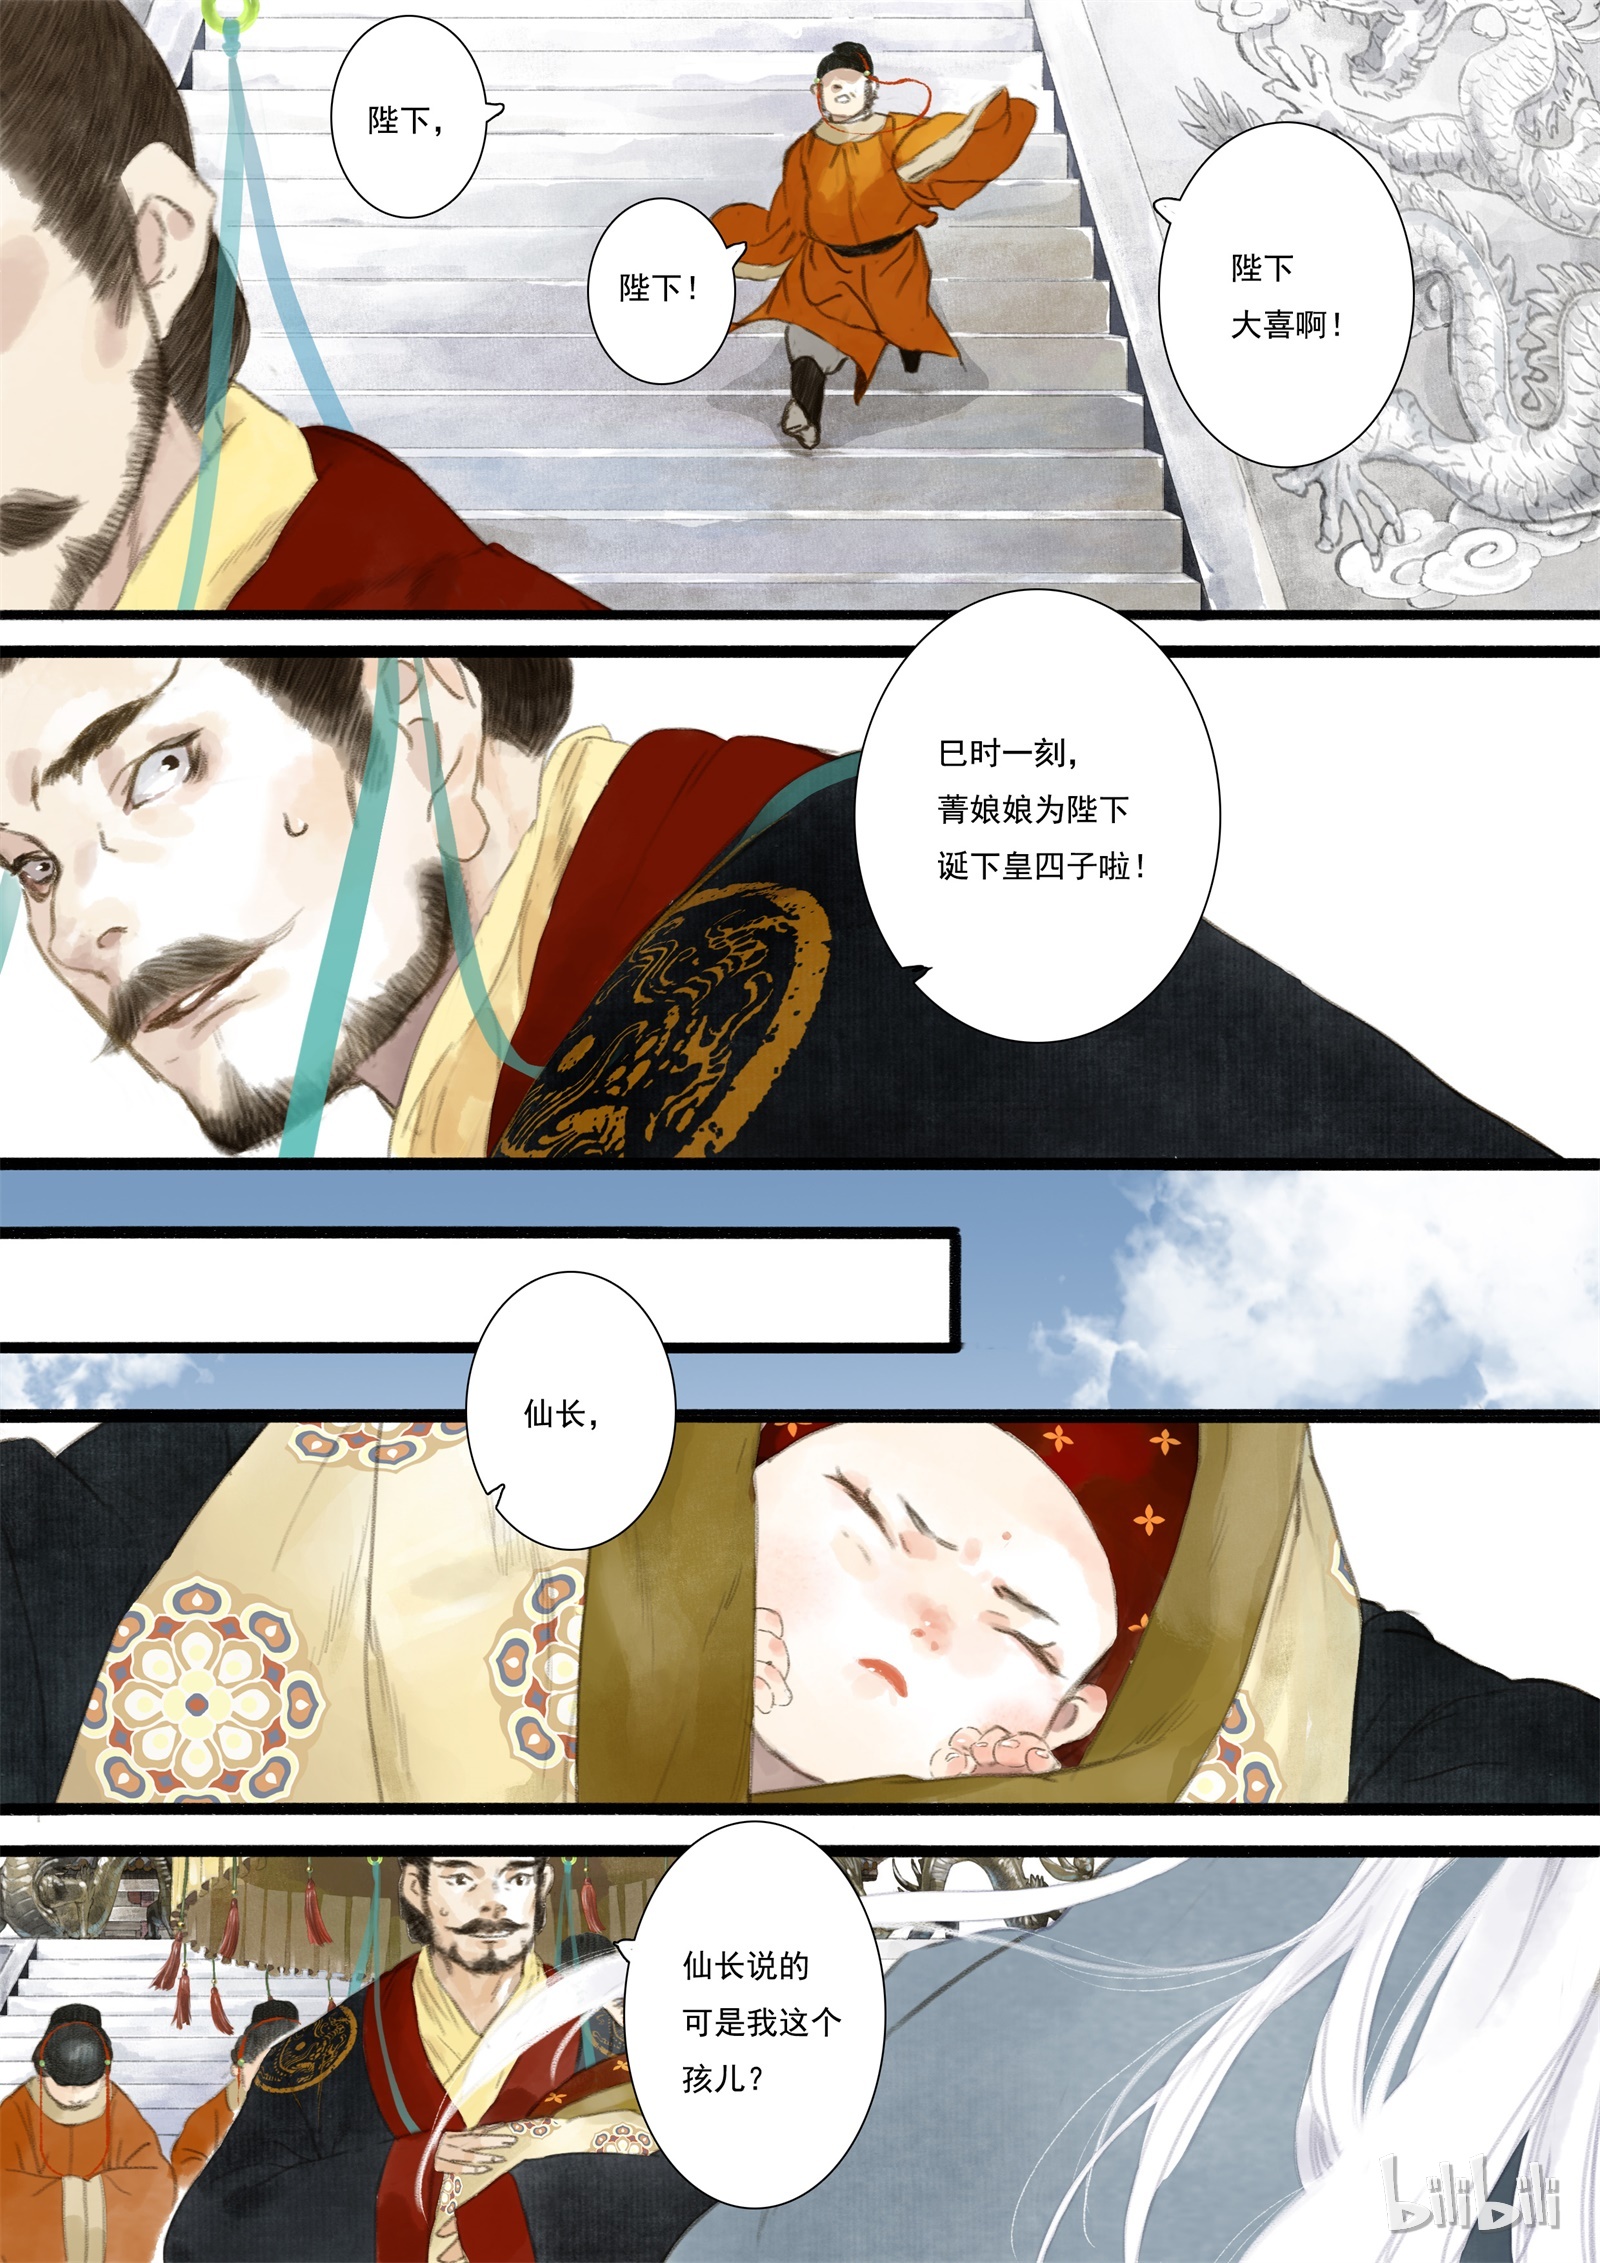 陛下，
陛下！
陛下
大喜啊！
巳时一刻，
菁娘娘为陛下
诞下皇四子啦！
仙长，
仙长说的
可是我这个
孩儿？
bilibili